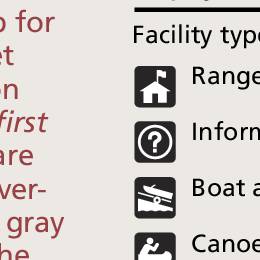 for
et
on
first
are
ver-
gray
he
Facility type
Range
Inform
Boat a
Canoe